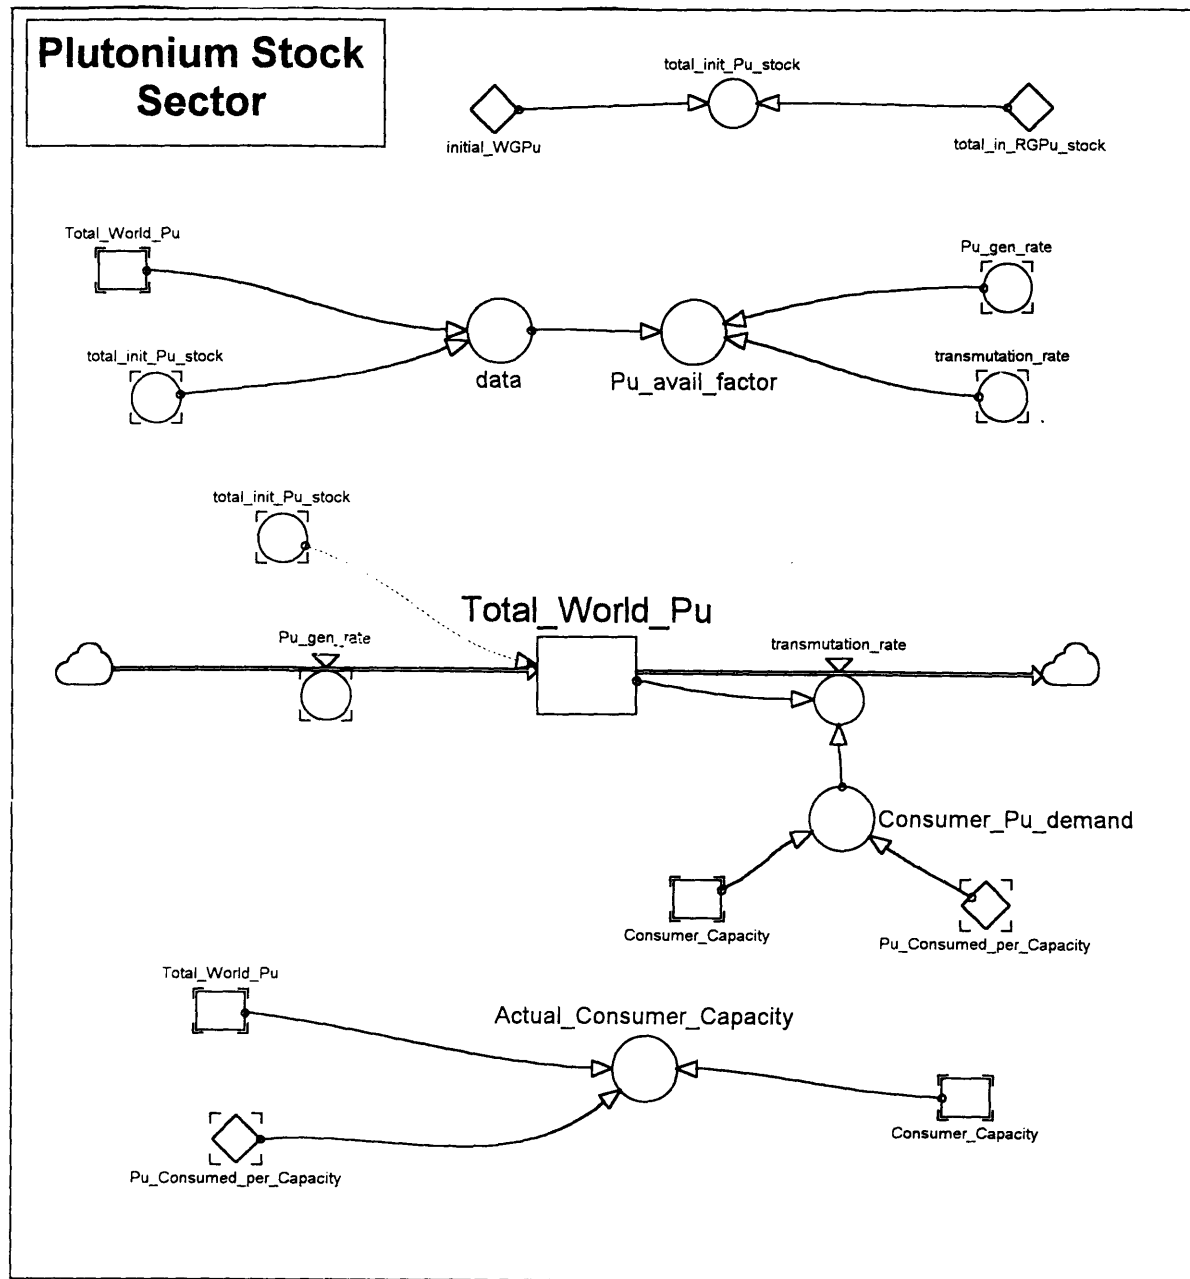 Plutonium Stock
Sector
total_init_Pu_stock
initial_WGPu
total_in_RGPu_stock
Total_World_Pu
Pu_gen_rate
total_init_Pu_stock
transmutation_rate
data
Pu_avail_factor
total_init_Pu_stock
Total_World_Pu
Pu_gen_rate
transmutation_rate
Consumer_Pu_demand
Consumer_Capacity
Pu_Consumed_per_Capacity
Total_World_Pu
Actual_Consumer_Capacity
Consumer_Capacity
Pu_Consumed_per_Capacity